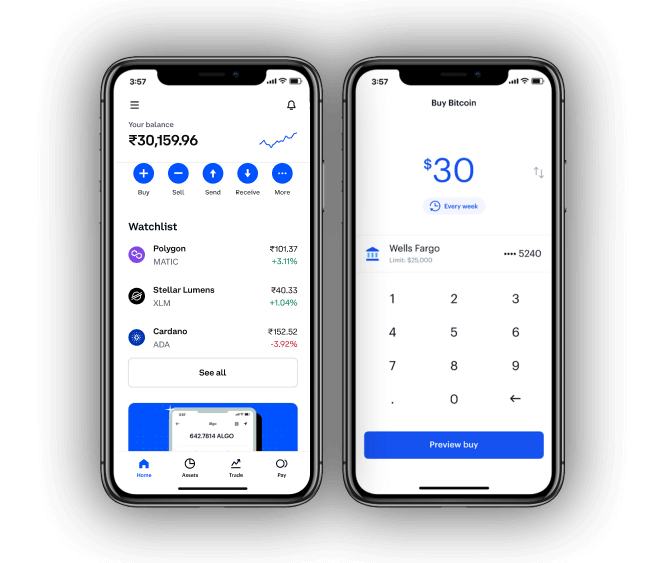 3:57
Your balance
₹30,159.96
Buy
Sell
Send
Receive
More
Watchlist
Polygon ₹101.37
MATIC +3.11%
Stellar Lumens ₹40.33
XLM +1.04%
Cardano ₹152.52
ADA -3.92%
See all
3:57
Algo
642.7814 ALGO
Home
Assets
Trade
Pay
3:57
Buy Bitcoin
$30
Every week
Wells Fargo •••• 5240
Limit: $25,000
1 2 3
4 5 6
7 8 9
. 0
Preview buy